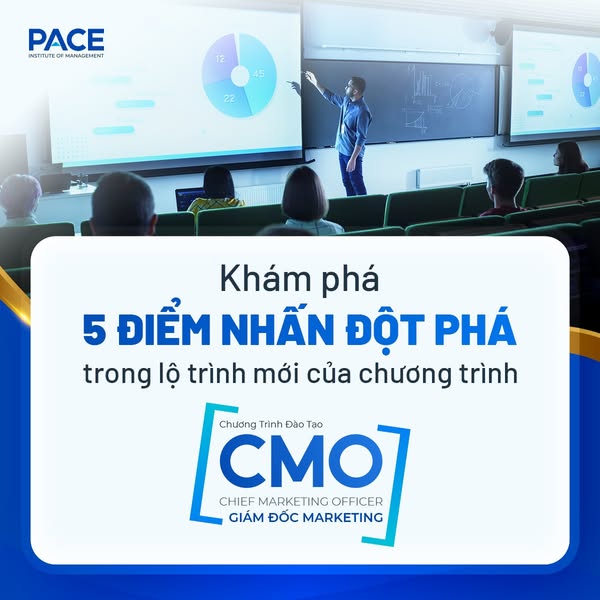 PACE
INSTITUTE OF MANAGEMENT
12
45
22
Khám phá
5 ĐIỂM NHẤN ĐỘT PHÁ
trong lộ trình mới của chương trình
Chương Trình Đào Tạo
CMO
CHIEF MARKETING OFFICER
GIÁM ĐỐC MARKETING